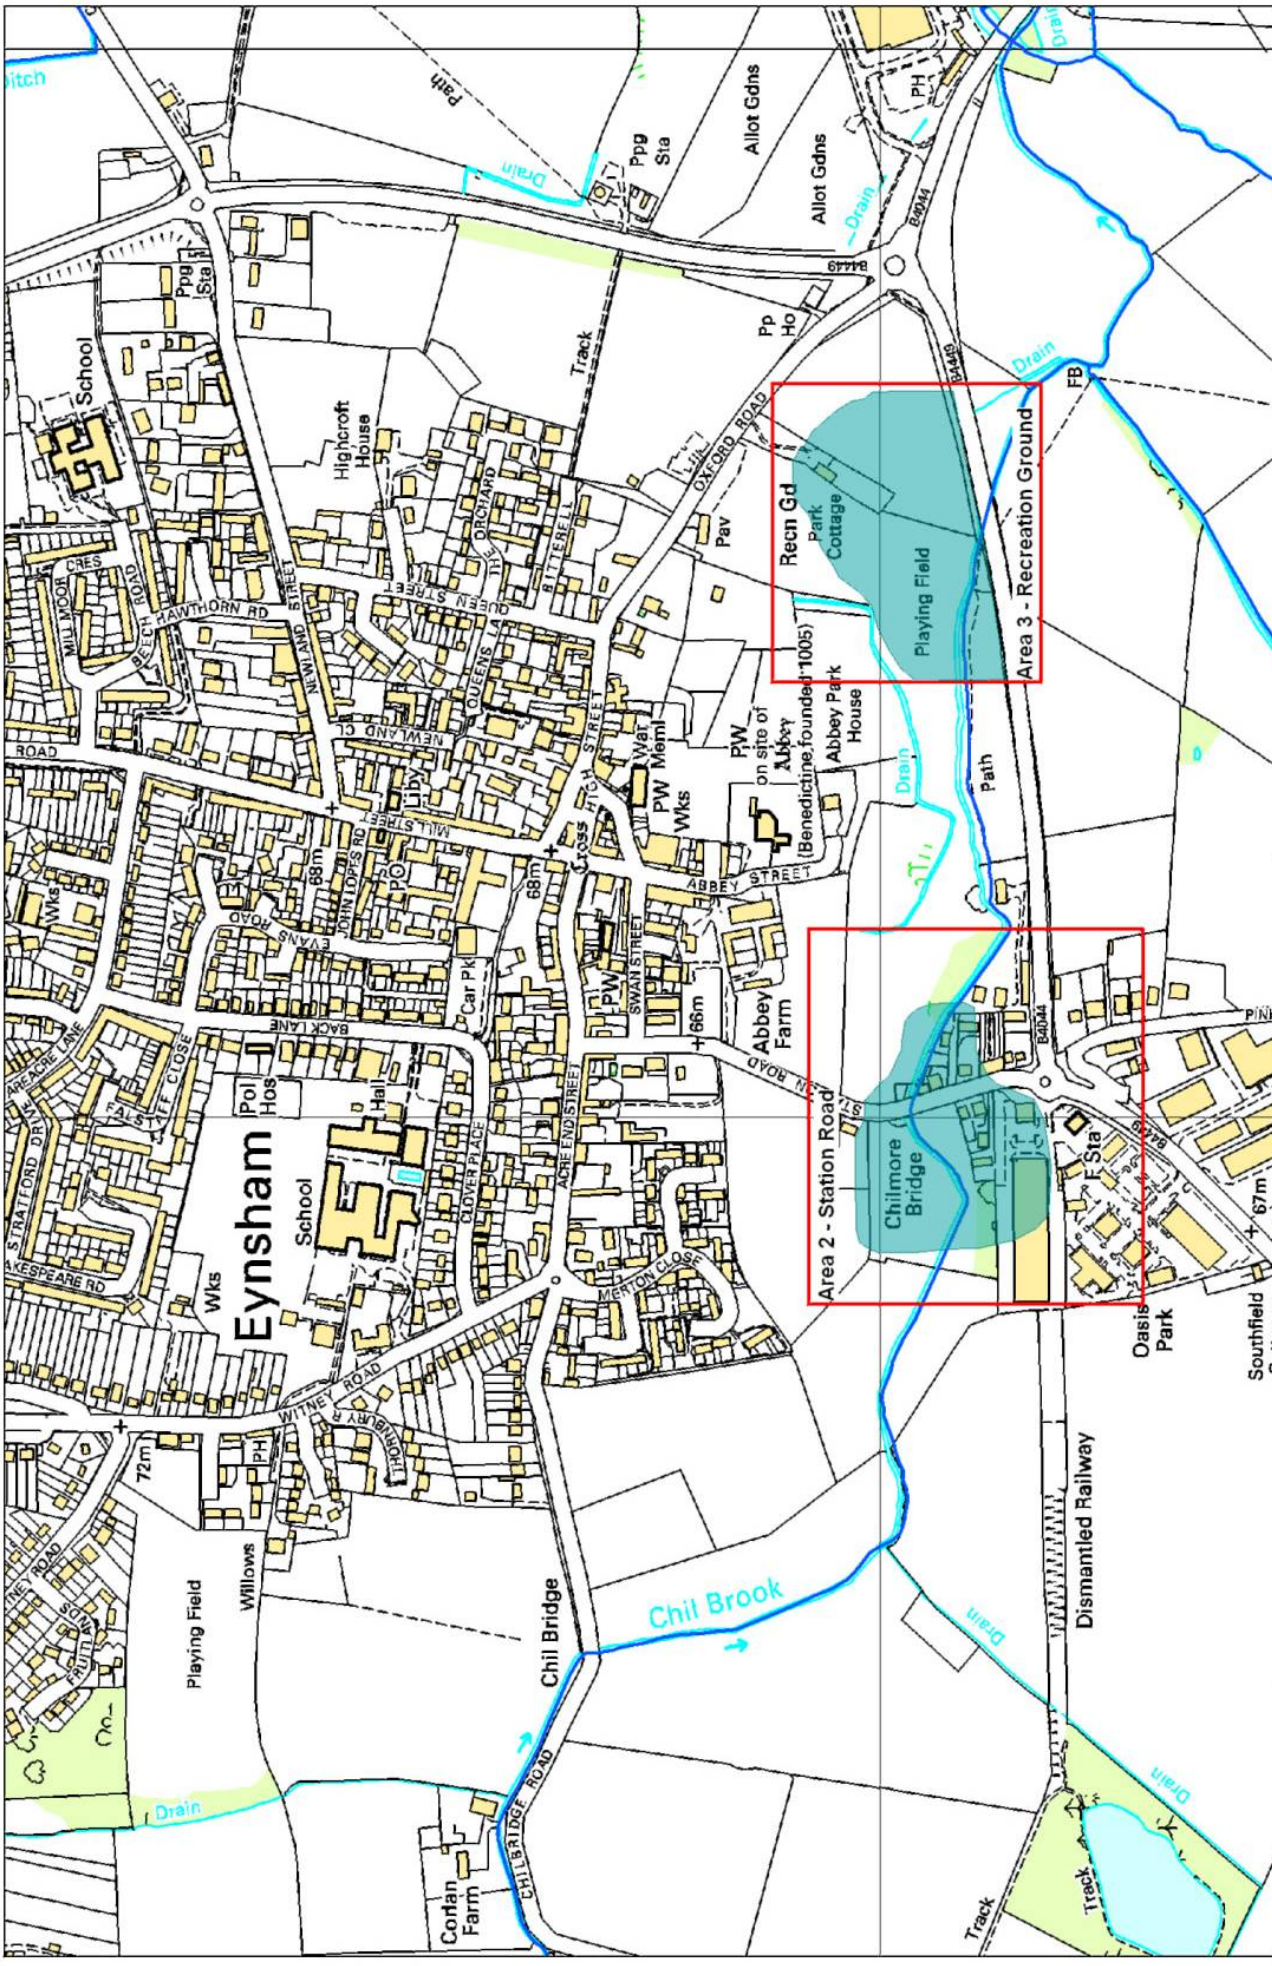 Ditch
Drain
NEY ROAD
FRUITLANDS
AKESPEARE RD
STRATFORD DRIVE
AREACRE LANE
ROAD
Wks
MILLMOOR CRES
School
72m
FALSTAFF CLOSE
BEECH ROAD
HAWTHORN RD
Ppg
Sta
Playing Field
Willows
PH
Wks
Eynsham
Pol
Hos
WITNEY ROAD
THORNBURY R
School
Hall
BACK LANE
EVANS ROAD
68m
JOHN LOPES RD
PO
Liby
NEWLAND STREET
NEWLAND CL
Highcroft
House
MILL STREET
QUEEN STREET
QUEENS LA
THE ORCHARD
BITTERELL
Track
Path
Corlan
Farm
CHILBRIDGE ROAD
Chil Bridge
CLOVER PLACE
Car Pk
ACRE END STREET
68m
Cross
HIGH STREET
Drain
MERTON CLOSE
PW
SWAN STREET
PW
War
Meml
Wks
Ppg
Sta
Chil Brook
66m
ABBEY STREET
Abbey
Farm
STATION ROAD
PW
on site of
Abbey
(Benedictine, founded 1005)
Abbey Park
House
Pav
OXFORD ROAD
Pp
Ho
Allot Gdns
Allot Gdns
Drain
B4449
B4044
PH
Area 2 - Station Road
Chilmore
Bridge
Drain
Recn Gd
Park
Cottage
Playing Field
B4449
Path
Area 3 - Recreation Ground
Drain
FB
Drain
Track
Drain
Dismantled Railway
B4044
F Sta
Oasis
Park
B4449
Track
Drain
Southfield
67m
PIN